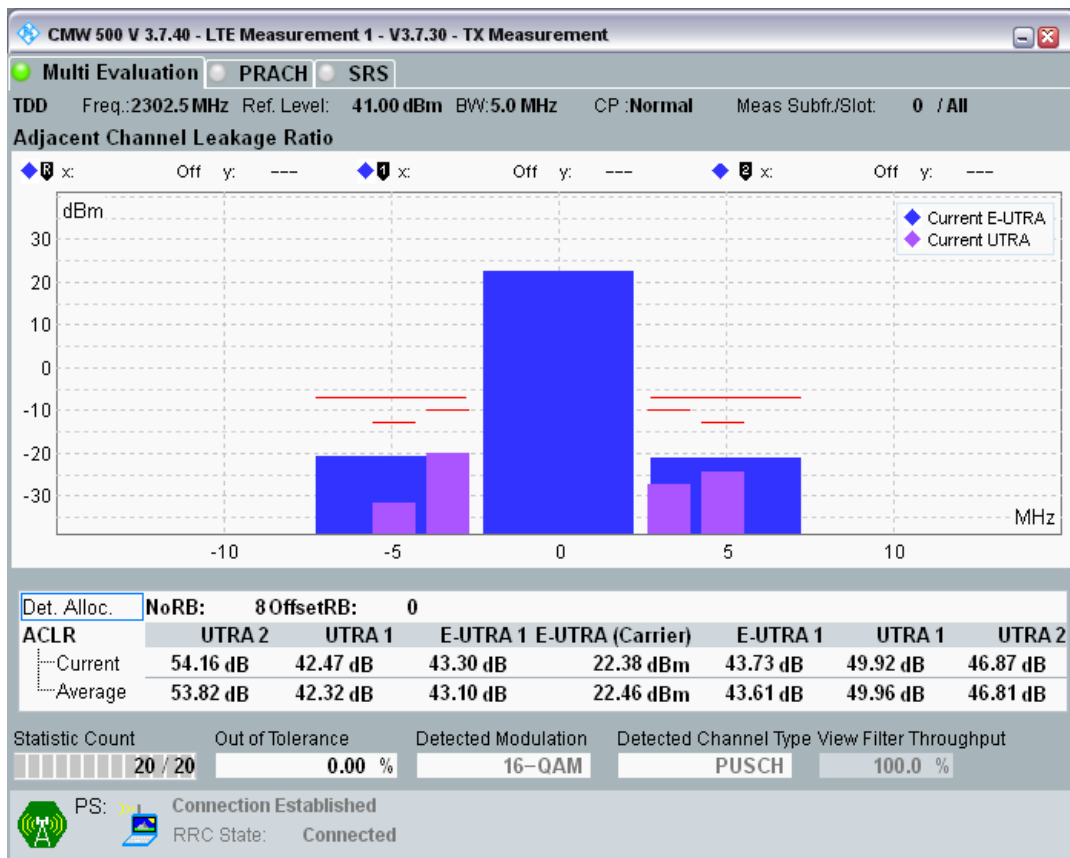 CMW 500 V 3.7.40 - LTE Measurement 1 - V3.7.30 - TX Measurement
Multi Evaluation PRACH SRS
TDD Freq.:2302.5 MHz Ref. Level: 41.00 dBm BW:5.0 MHz CP :Normal Meas Subfr./Slot: 0 / All
Adjacent Channel Leakage Ratio
R x: Off y: --- 1 x: Off y: --- 2 x: Off y: ---
dBm
Current E-UTRA
Current UTRA
30
20
10
0
-10
-20
-30
MHz
-10 -5 0 5 10
Det. Alloc. NoRB: 8 OffsetRB: 0
ACLR UTRA 2 UTRA 1 E-UTRA 1 E-UTRA (Carrier) E-UTRA 1 UTRA 1 UTRA 2
Current 54.16 dB 42.47 dB 43.30 dB 22.38 dBm 43.73 dB 49.92 dB 46.87 dB
Average 53.82 dB 42.32 dB 43.10 dB 22.46 dBm 43.61 dB 49.96 dB 46.81 dB
Statistic Count Out of Tolerance Detected Modulation Detected Channel Type View Filter Throughput
20 / 20 0.00 % 16-QAM PUSCH 100.0 %
PS: Connection Established
RRC State: Connected